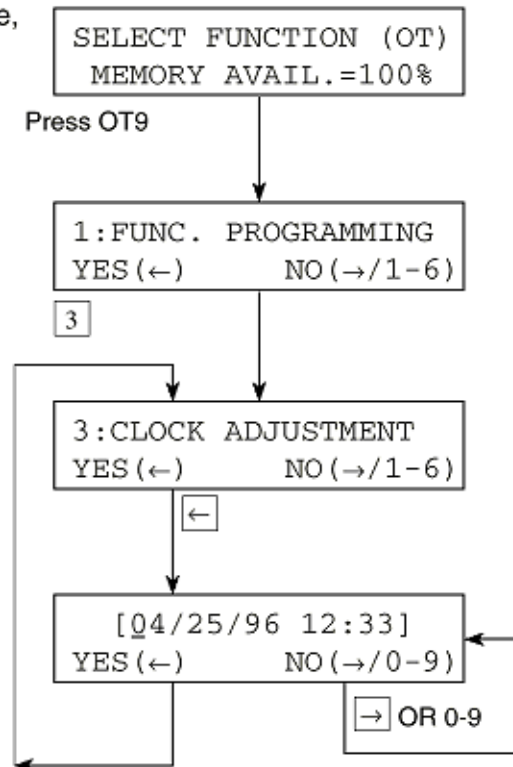 e,
SELECT FUNCTION (OT)
MEMORY AVAIL.=100%
Press OT9
1:FUNC. PROGRAMMING
YES(←) NO(→/1-6)
3
3:CLOCK ADJUSTMENT
YES(←) NO(→/1-6)
←
[04/25/96 12:33]
YES(←) NO(→/0-9)
→ OR 0-9